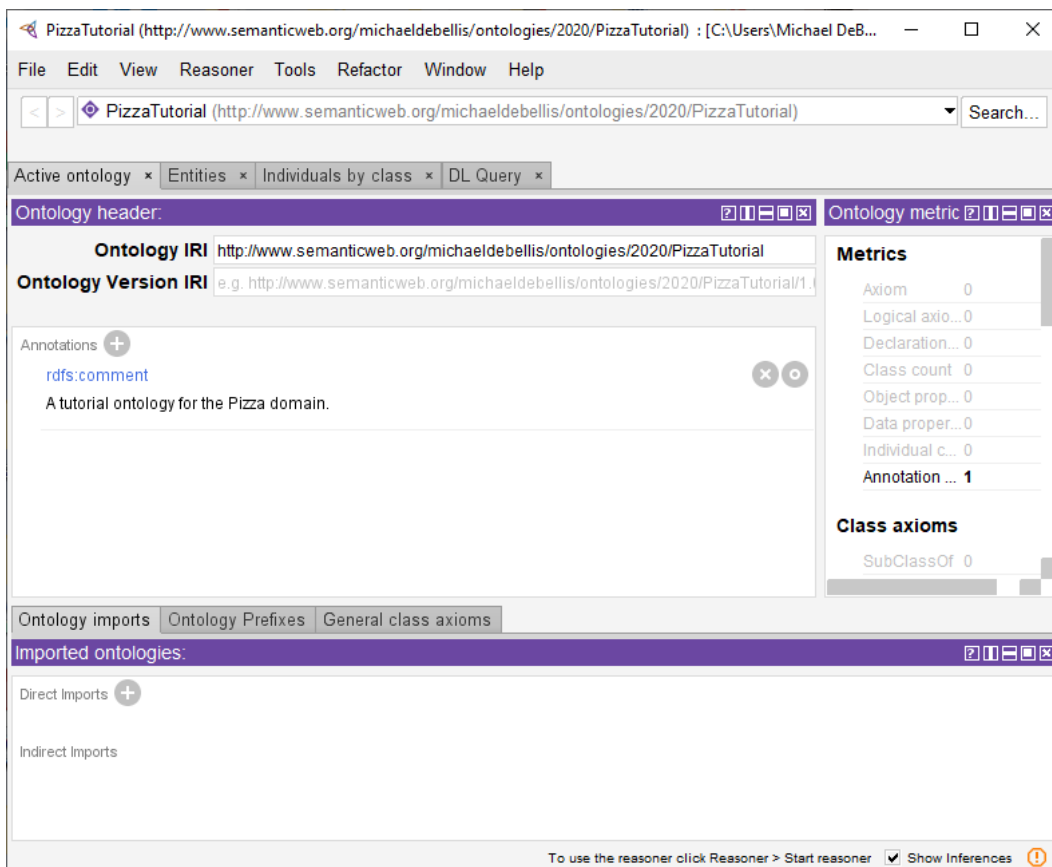 PizzaTutorial (http://www.semanticweb.org/michaeldebellis/ontologies/2020/PizzaTutorial) : [C:\Users\Michael DeB...
File Edit View Reasoner Tools Refactor Window Help
< > PizzaTutorial (http://www.semanticweb.org/michaeldebellis/ontologies/2020/PizzaTutorial) Search...
Active ontology × Entities × Individuals by class × DL Query ×
Ontology header:
Ontology IRI http://www.semanticweb.org/michaeldebellis/ontologies/2020/PizzaTutorial
Ontology Version IRI e.g. http://www.semanticweb.org/michaeldebellis/ontologies/2020/PizzaTutorial/1.
Annotations
rdfs:comment
A tutorial ontology for the Pizza domain.
Ontology metric
Metrics
Axiom 0
Logical axio... 0
Declaration... 0
Class count 0
Object prop... 0
Data proper... 0
Individual c... 0
Annotation ... 1
Class axioms
SubClassOf 0
Ontology imports Ontology Prefixes General class axioms
Imported ontologies:
Direct Imports
Indirect Imports
To use the reasoner click Reasoner > Start reasoner Show Inferences